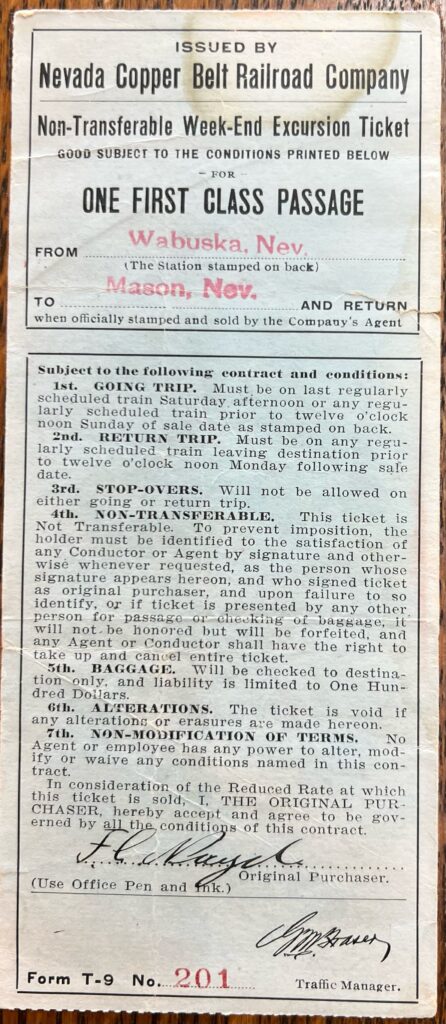 ISSUED BY
Nevada Copper Belt Railroad Company
Non-Transferable Week-End Excursion Ticket
GOOD SUBJECT TO THE CONDITIONS PRINTED BELOW
- FOR -
ONE FIRST CLASS PASSAGE
FROM Wabuska, Nev.
(The Station stamped on back)
TO Mason, Nev. AND RETURN
when officially stamped and sold by the Company's Agent
Subject to the following contract and conditions:
1st. GOING TRIP. Must be on last regularly
scheduled train Saturday afternoon or any regu-
larly scheduled train prior to twelve o'clock
noon Sunday of sale date as stamped on back.
2nd. RETURN TRIP. Must be on any regu-
larly scheduled train leaving destination prior
to twelve o'clock noon Monday following sale
date.
3rd. STOP-OVERS. Will not be allowed on
either going or return trip.
4th. NON-TRANSFERABLE. This ticket is
Not Transferable. To prevent imposition, the
holder must be identified to the satisfaction of
any Conductor or Agent by signature and other-
wise whenever requested, as the person whose
signature appears hereon, and who signed ticket
as original purchaser, and upon failure to so
identify, or if ticket is presented by any other
person for passage or checking of baggage, it
will not be honored but will be forfeited, and
any Agent or Conductor shall have the right to
take up and cancel entire ticket.
5th. BAGGAGE. Will be checked to destina-
tion only, and liability is limited to One Hun-
dred Dollars.
6th. ALTERATIONS. The ticket is void if
any alterations or erasures are made hereon.
7th. NON-MODIFICATION OF TERMS. No
Agent or employee has any power to alter, mod-
ify or waive any conditions named in this con-
tract.
In consideration of the Reduced Rate at which
this ticket is sold, I, THE ORIGINAL PUR-
CHASER, hereby accept and agree to be gov-
erned by all the conditions of this contract.
Original Purchaser.
(Use Office Pen and Ink.)
Form T-9 No. 201 Traffic Manager.